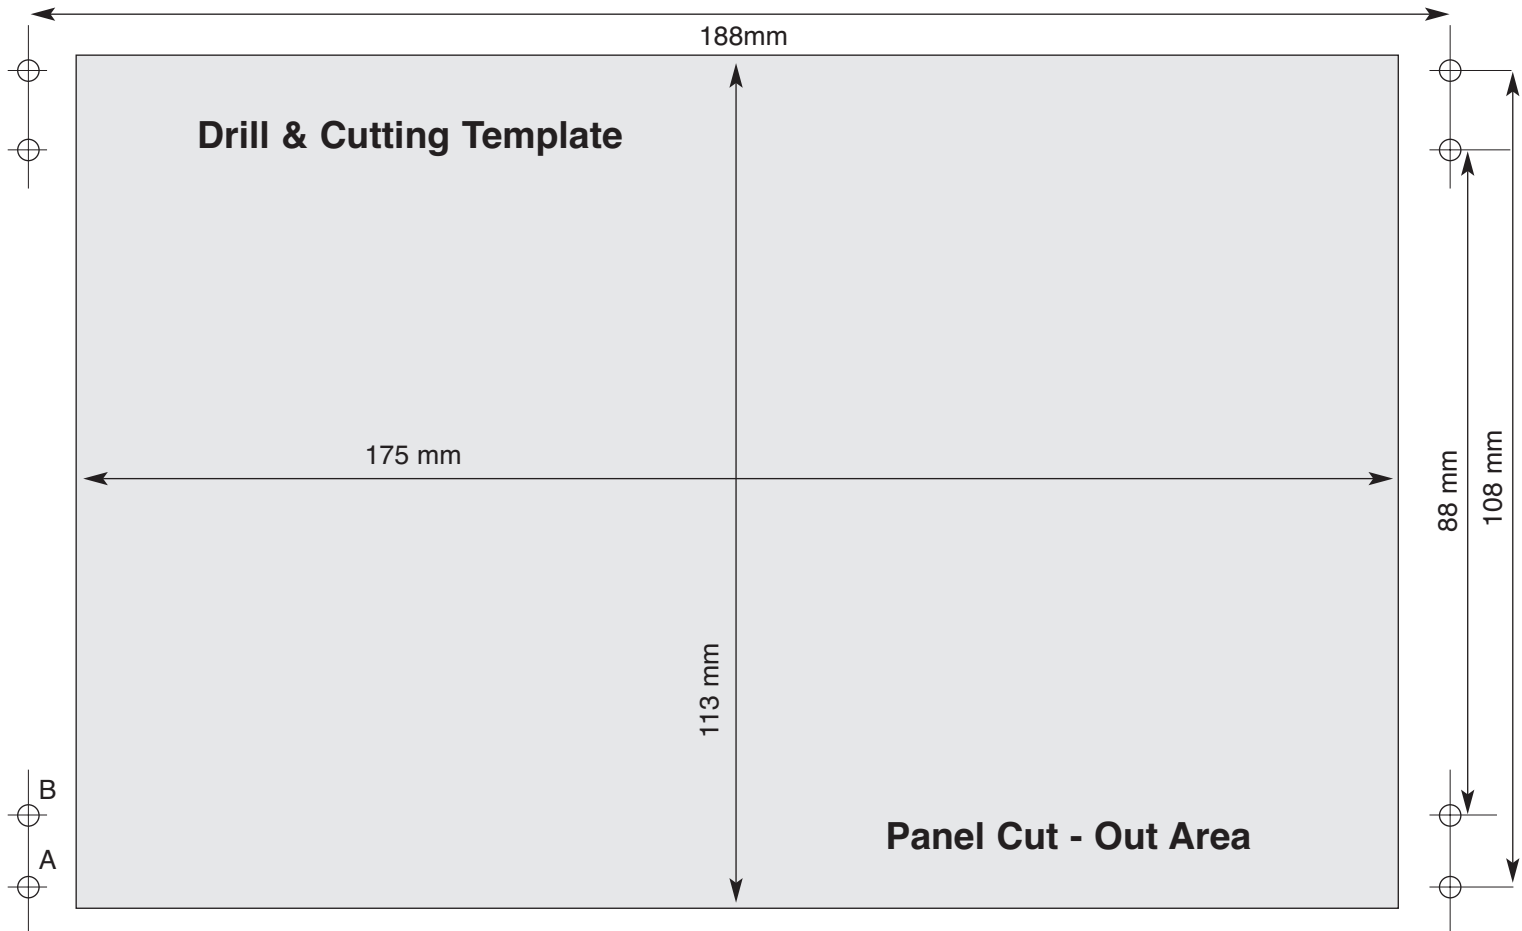 188mm
Drill & Cutting Template
175 mm
88 mm
108 mm
113 mm
B
Panel Cut - Out Area
A